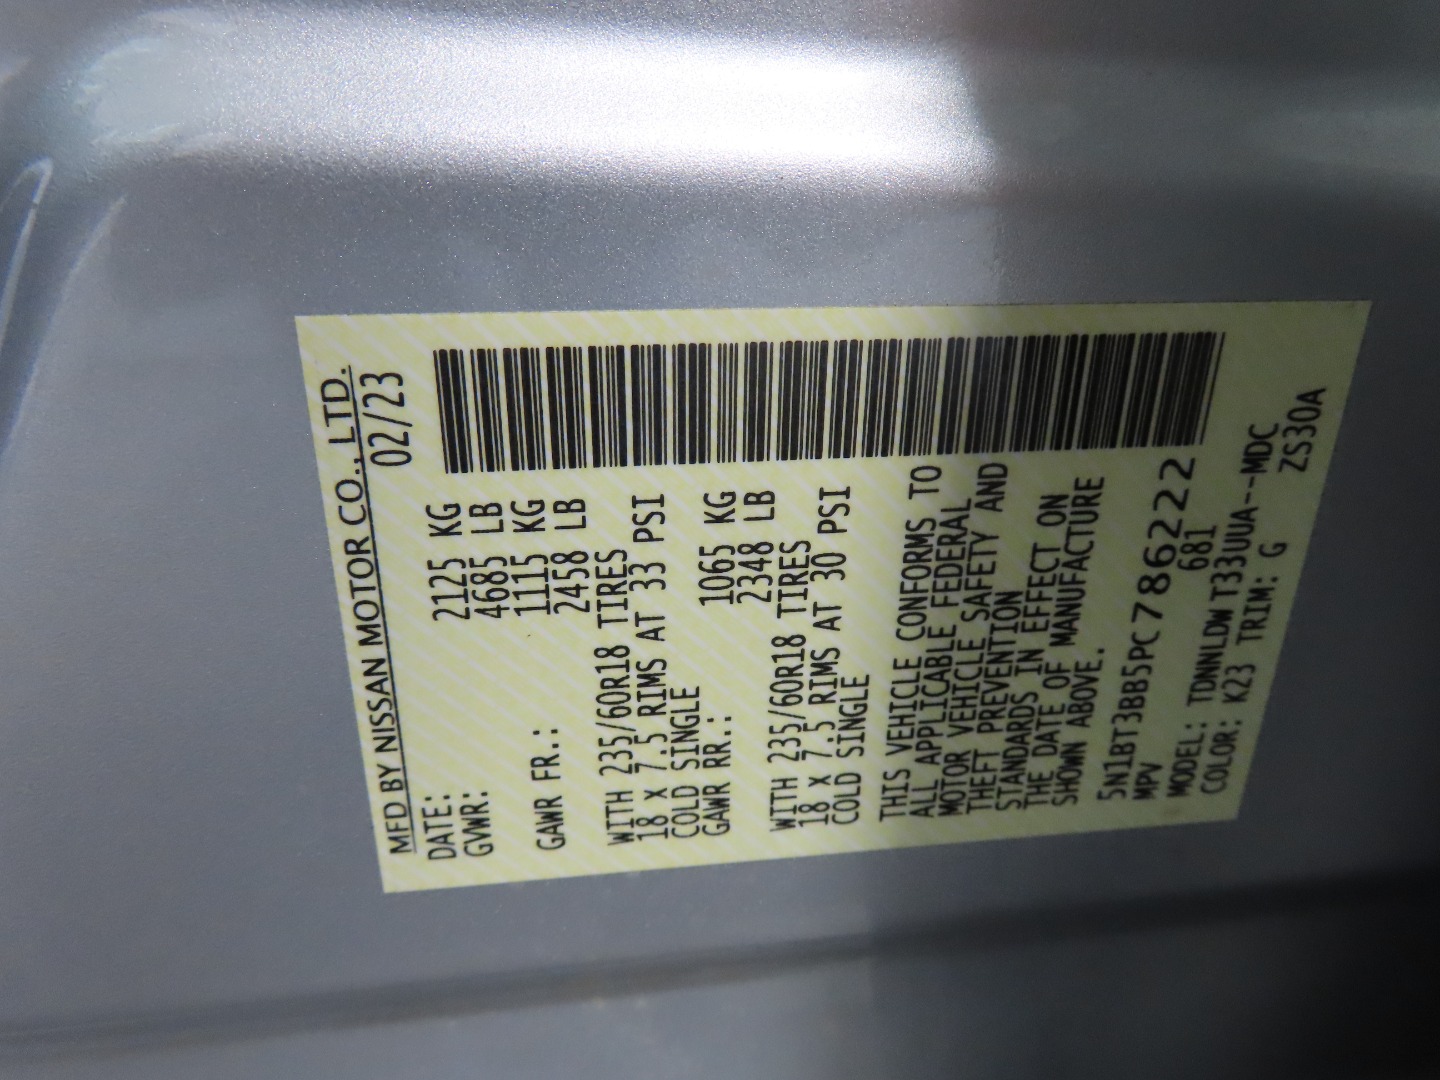 MFD BY NISSAN MOTOR CO., LTD.
DATE: 02/23
GVWR: 2125 KG
4685 LB
GAWR FR.: 1115 KG
2458 LB
WITH 235/60R18 TIRES
18 X 7.5 RIMS AT 33 PSI
COLD SINGLE
GAWR RR.: 1065 KG
2348 LB
WITH 235/60R18 TIRES
18 X 7.5 RIMS AT 30 PSI
COLD SINGLE
THIS VEHICLE CONFORMS TO
ALL APPLICABLE FEDERAL
MOTOR VEHICLE SAFETY AND
THEFT PREVENTION
STANDARDS IN EFFECT ON
THE DATE OF MANUFACTURE
SHOWN ABOVE.
5N1BT3BB5PC786222
MPV 681
MODEL: TDNNLDWT33UUA--MDC
COLOR: K23 TRIM: G ZS30A